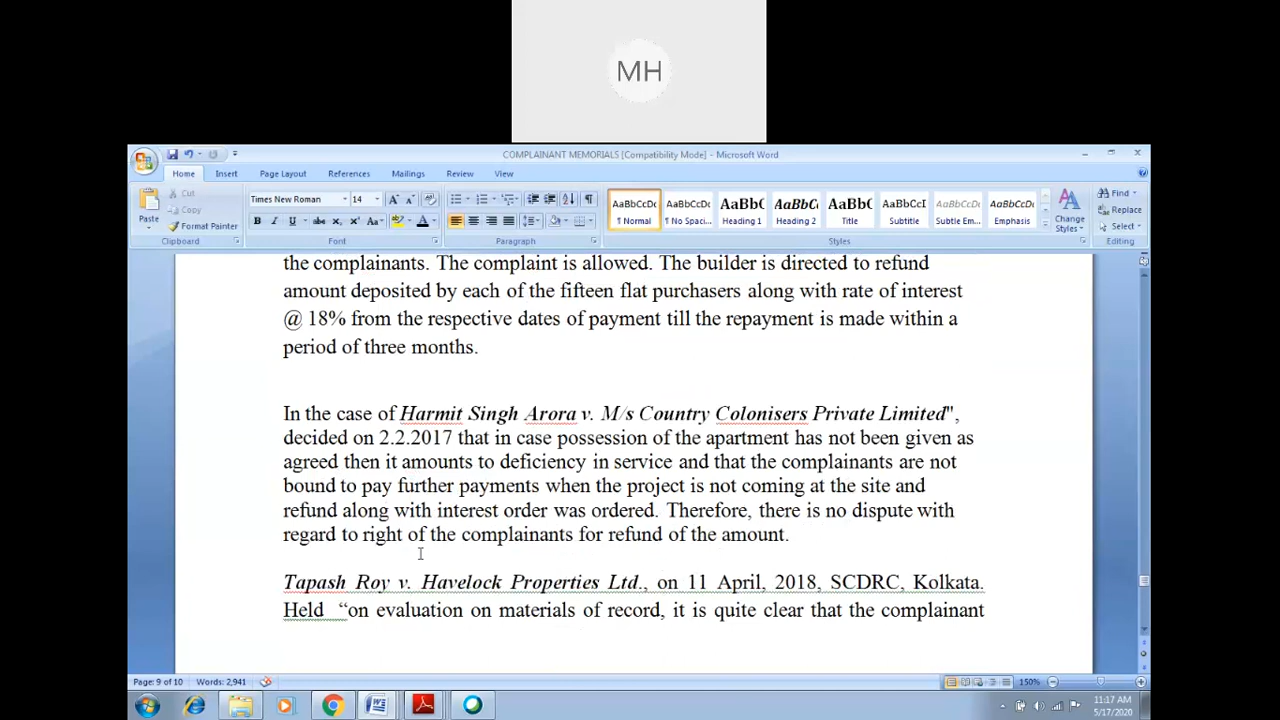 MH
COMPLAINANT MEMORIALS [Compatibility Mode] - Microsoft Word
Home Insert Page Layout References Mailings Review View
Paste
Cut
Copy
Format Painter
Clipboard
Times New Roman 14
Font
Paragraph
AaBbCcDc AaBbCcDc AaBbC AaBbCc AaBbC AaBbCcI AaBbCcDc AaBbCcDc
¶ Normal ¶ No Spaci... Heading 1 Heading 2 Title Subtitle Subtle Em... Emphasis
Change Styles
Styles
Find
Replace
Select
Editing
the complainants. The complaint is allowed. The builder is directed to refund
amount deposited by each of the fifteen flat purchasers along with rate of interest
@ 18% from the respective dates of payment till the repayment is made within a
period of three months.
In the case of Harmit Singh Arora v. M/s Country Colonisers Private Limited",
decided on 2.2.2017 that in case possession of the apartment has not been given as
agreed then it amounts to deficiency in service and that the complainants are not
bound to pay further payments when the project is not coming at the site and
refund along with interest order was ordered. Therefore, there is no dispute with
regard to right of the complainants for refund of the amount.
Tapash Roy v. Havelock Properties Ltd., on 11 April, 2018, SCDRC, Kolkata.
Held “on evaluation on materials of record, it is quite clear that the complainant
Page: 9 of 10 Words: 2,941 150%
11:17 AM
5/17/2020